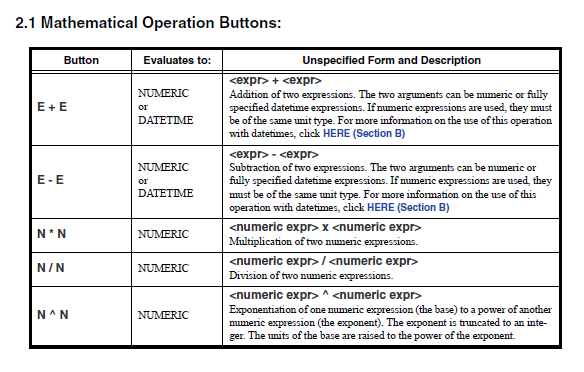 2.1 Mathematical Operation Buttons:
Button Evaluates to: Unspecified Form and Description
E + E
NUMERIC
or
DATETIME
<expr> + <expr>
Addition of two expressions. The two arguments can be numeric or fully
specified datetime expressions. If numeric expressions are used, they must
be of the same unit type. For more information on the use of this operation
with datetimes, click HERE (Section B)
E - E
NUMERIC
or
DATETIME
<expr> - <expr>
Subtraction of two expressions. The two arguments can be numeric or
fully specified datetime expressions. If numeric expressions are used, they
must be of the same unit type. For more information on the use of this
operation with datetimes, click HERE (Section B)
N * N
NUMERIC
<numeric expr> x <numeric expr>
Multiplication of two numeric expressions.
N / N
NUMERIC
<numeric expr> / <numeric expr>
Division of two numeric expressions.
N ^ N
NUMERIC
<numeric expr> ^ <numeric expr>
Exponentiation of one numeric expression (the base) to a power of another
numeric expression (the exponent). The exponent is truncated to an inte-
ger. The units of the base are raised to the power of the exponent.